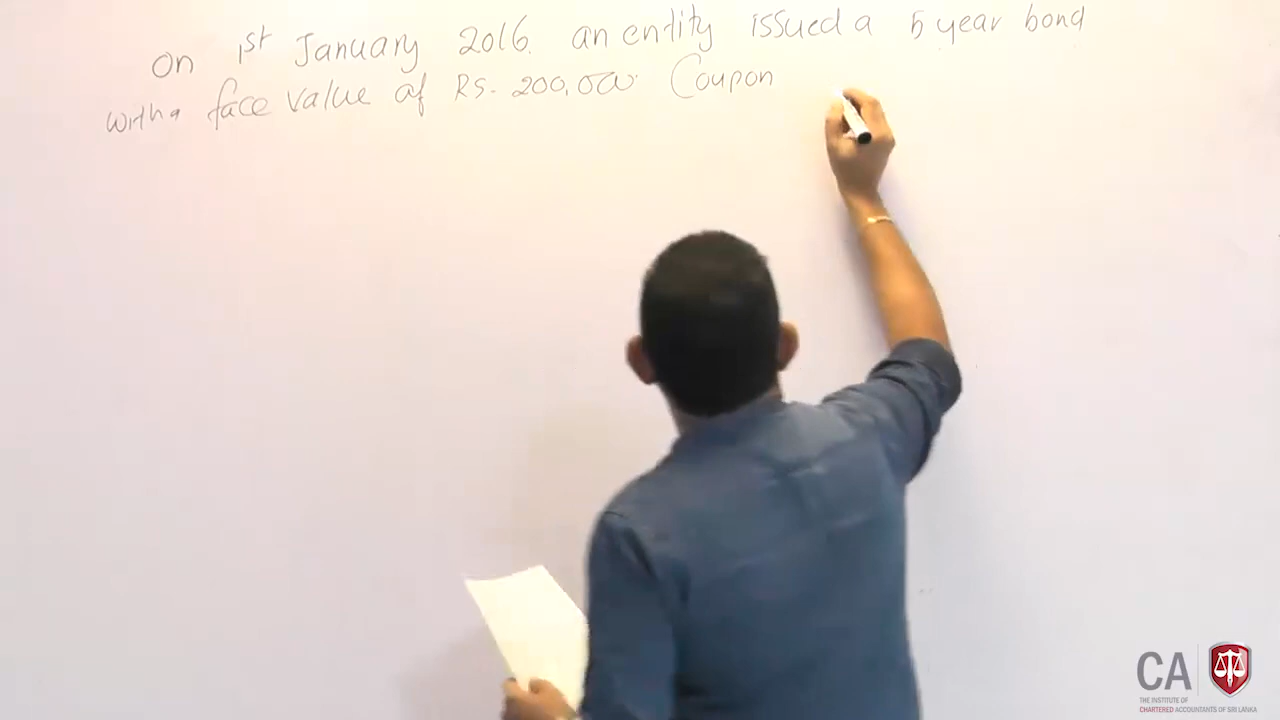 On 1st January 2016. an entity issued a 5 year bond
with a face value of RS. 200,000. Coupon
CA
THE INSTITUTE OF
CHARTERED ACCOUNTANTS OF SRI LANKA